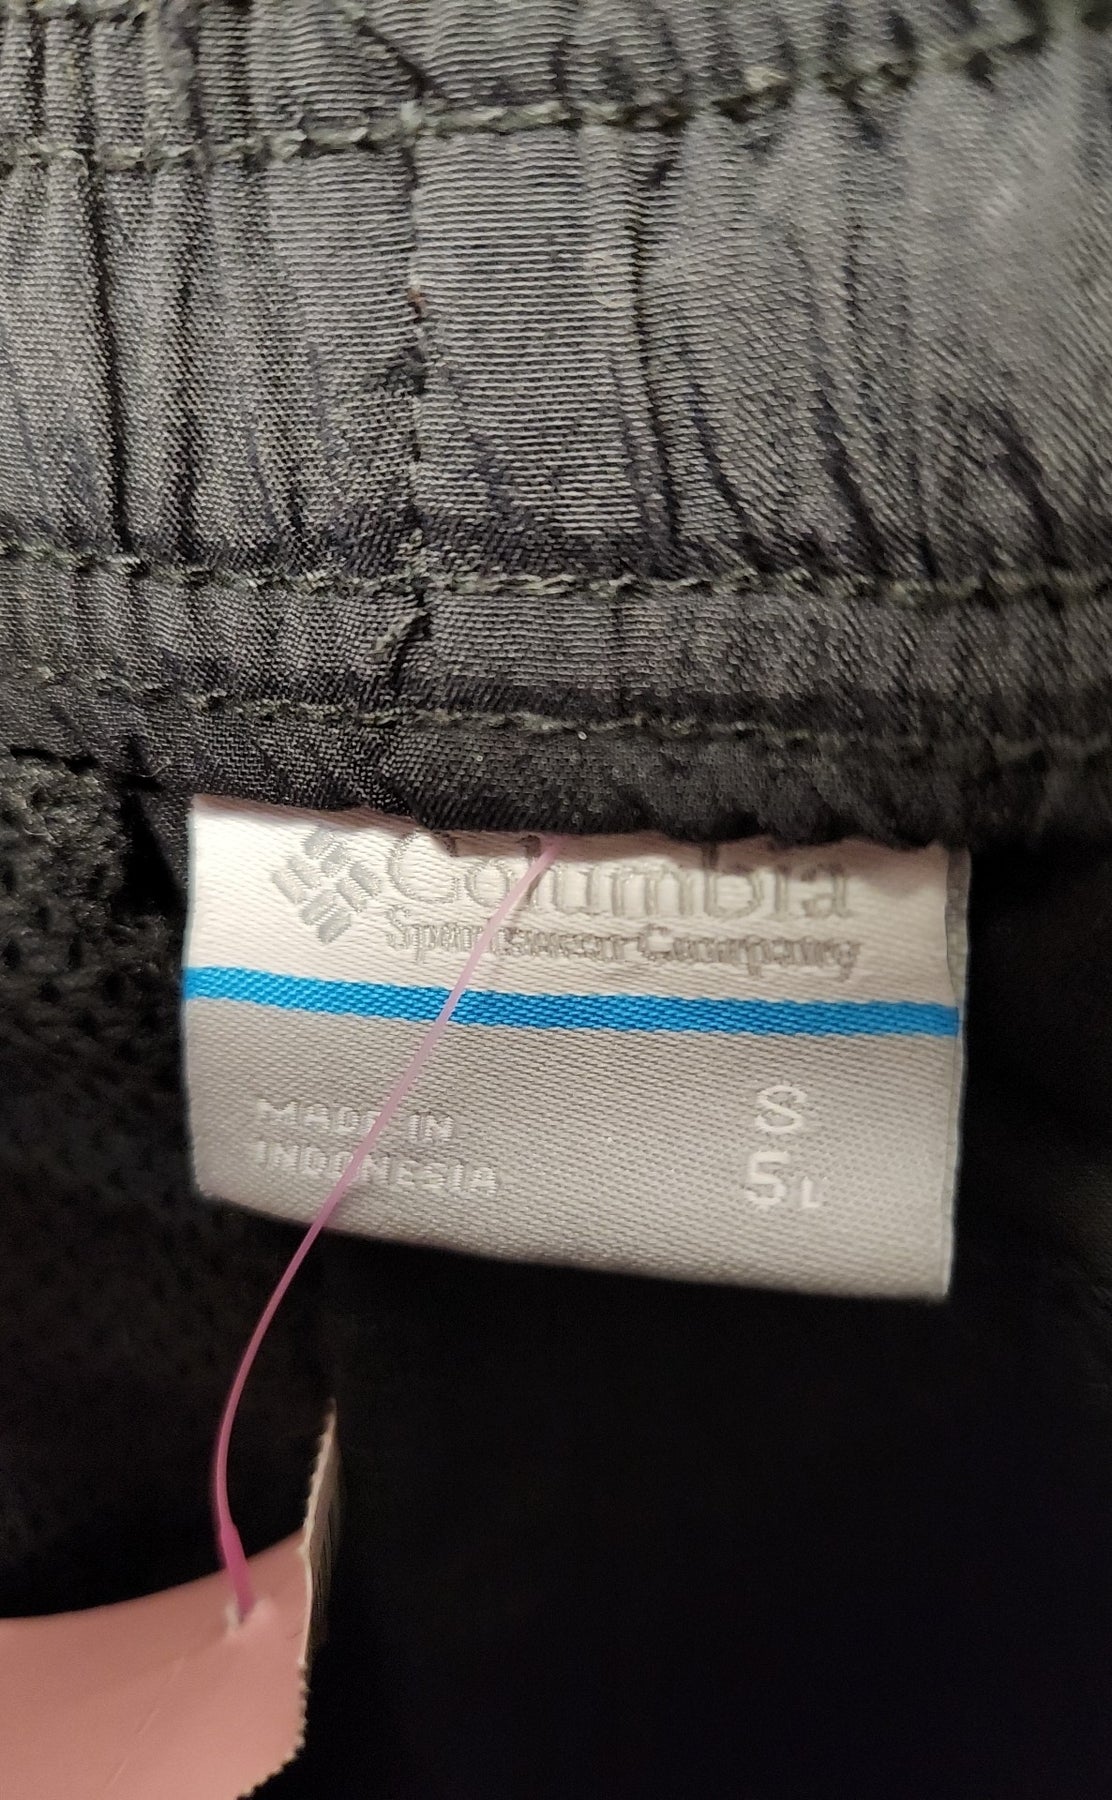 Columbia
Sportswear Company
MADE IN
INDONESIA
S
5L